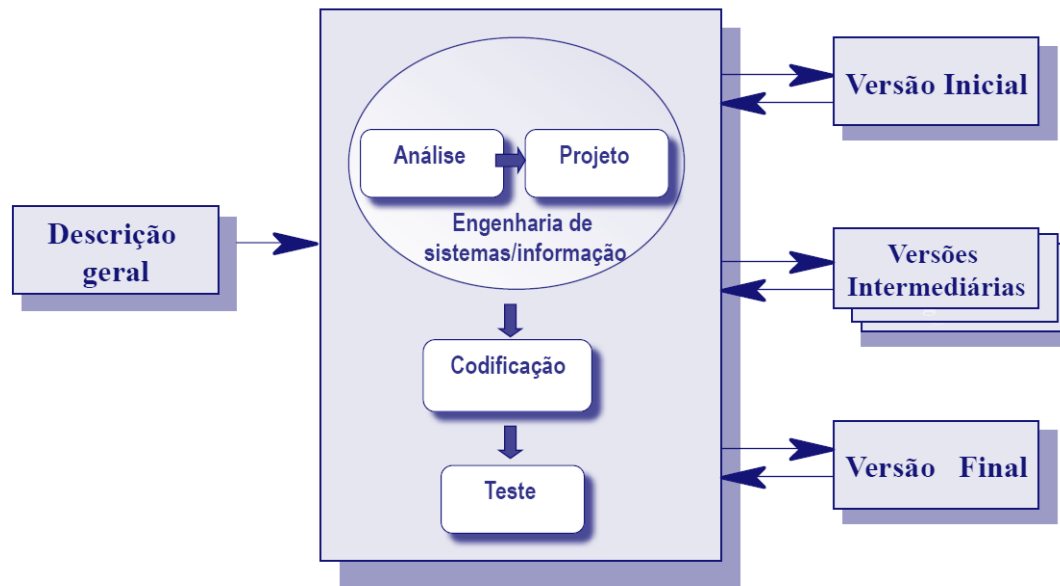 Descrição
geral
Análise
Projeto
Engenharia de
sistemas/informação
Codificação
Teste
Versão Inicial
Versões
Intermediárias
Versão Final